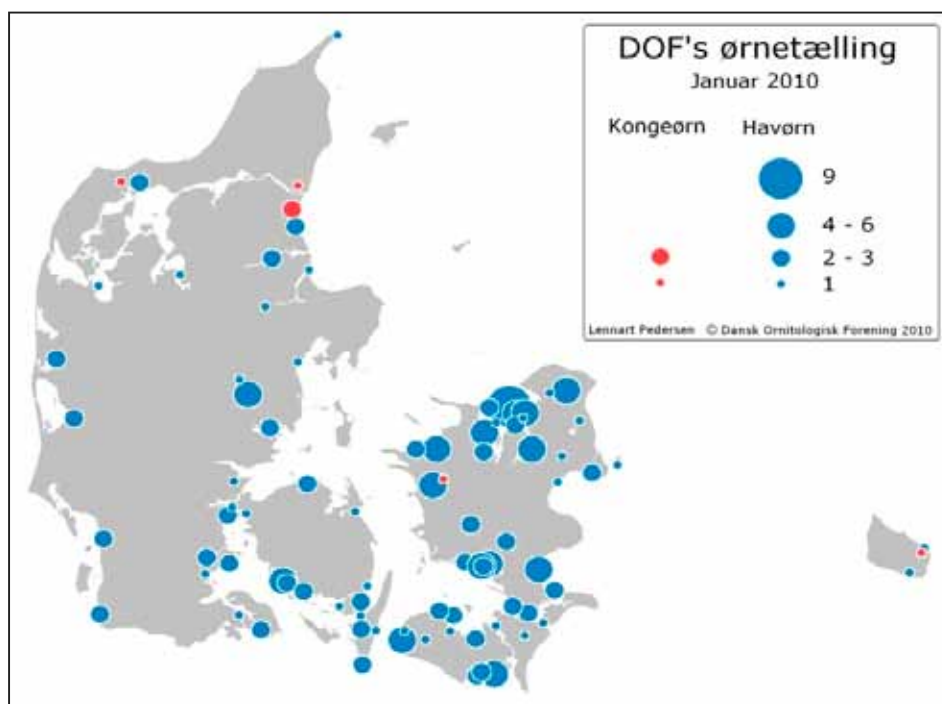 DOF's ørnetælling
Januar 2010
Kongeørn Havørn
9
4 - 6
2 - 3
1
Lennart Pedersen © Dansk Ornitologisk Forening 2010